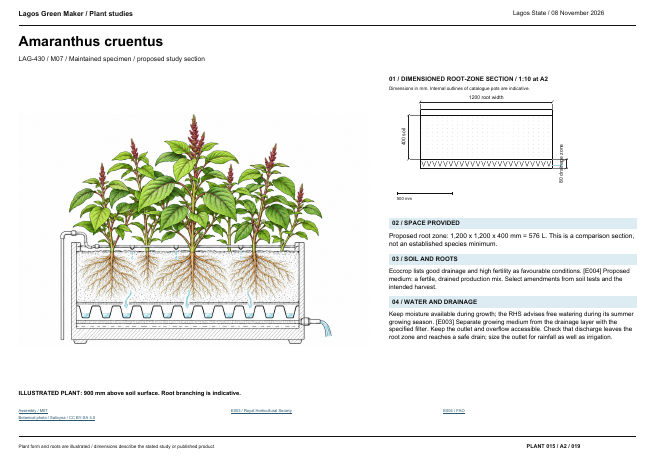 Lagos Green Maker / Plant studies
Lagos State / 08 November 2026
Amaranthus cruentus
LAG-430 / M07 / Maintained specimen / proposed study section
01 / DIMENSIONED ROOT-ZONE SECTION / 1:10 at A2
Dimensions in mm. Internal outlines of catalogue pots are indicative.
1200 root width
400 soil
80 drainage zone
500 mm
02 / SPACE PROVIDED
Proposed root zone: 1,200 x 1,200 x 400 mm = 576 L. This is a comparison section,
not an established species minimum.
03 / SOIL AND ROOTS
Ecocrop lists good drainage and high fertility as favourable conditions. [E004] Proposed
medium: a fertile, drained production mix. Select amendments from soil tests and the
intended harvest.
04 / WATER AND DRAINAGE
Keep moisture available during growth; the RHS advises free watering during its summer
growing season. [E003] Separate growing medium from the drainage layer with the
specified filter. Keep the outlet and overflow accessible. Check that discharge leaves the
root zone and reaches a safe drain; size the outlet for rainfall as well as irrigation.
ILLUSTRATED PLANT: 900 mm above soil surface. Root branching is indicative.
Assembly / M07
E003 / Royal Horticultural Society
E004 / FAO
Botanical photo / Salicyna / CC BY-SA 4.0
Plant form and roots are illustrated / dimensions describe the stated study or published product
PLANT 015 / A2 / 019